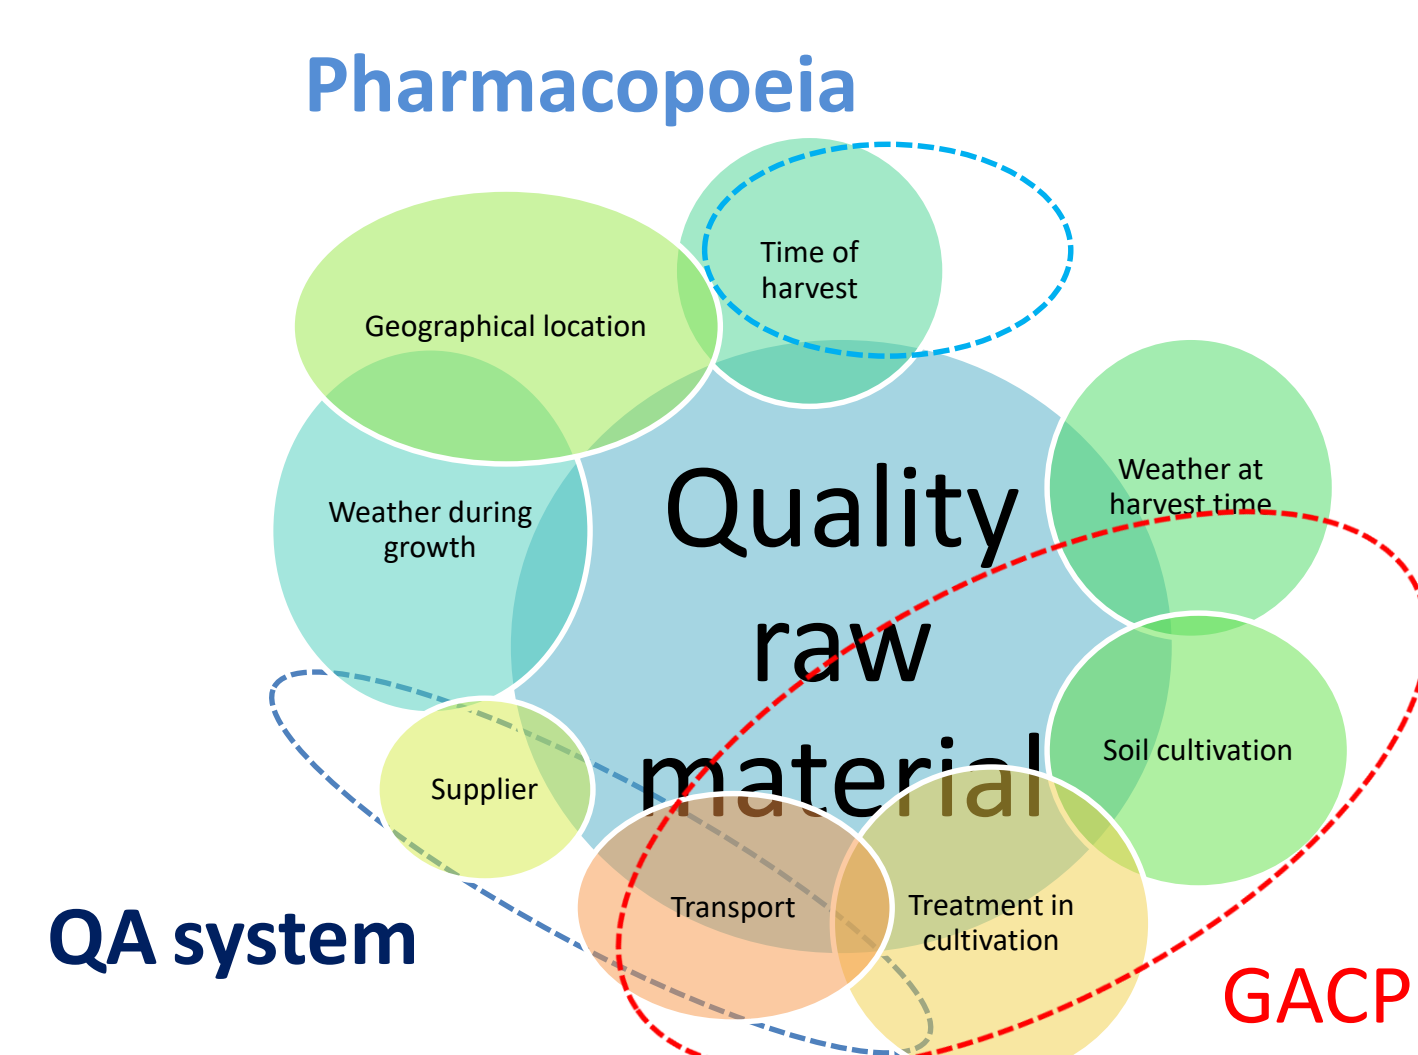 Pharmacopoeia
Time of
harvest
Geographical location
Weather at
harvest time
Weather during
growth
Quality
raw
material
Soil cultivation
Supplier
Transport
Treatment in
cultivation
QA system
GACP